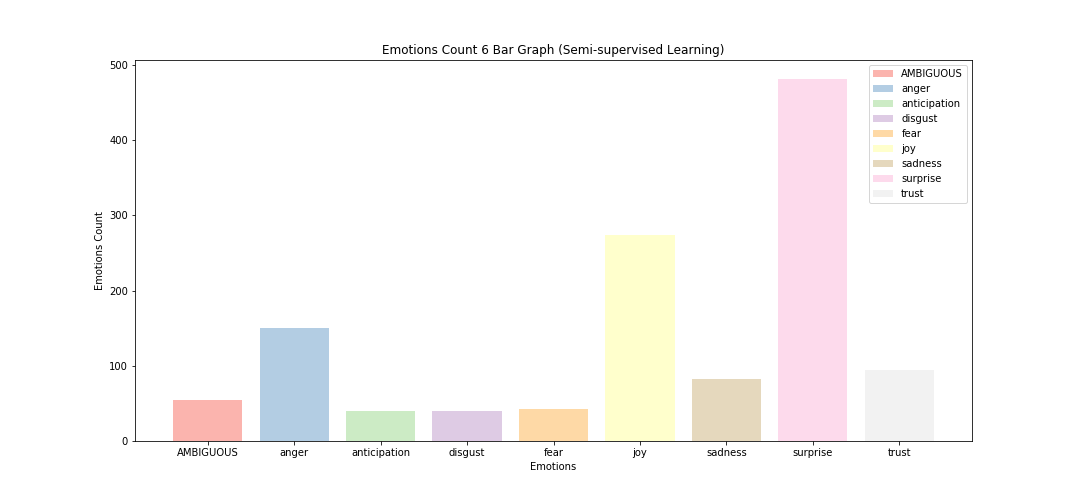 Emotions Count 6 Bar Graph (Semi-supervised Learning)
500
400
300
200
100
0
Emotions Count
AMBIGUOUS
anger
anticipation
disgust
fear
joy
sadness
surprise
trust
AMBIGUOUS anger anticipation disgust fear joy sadness surprise trust
Emotions